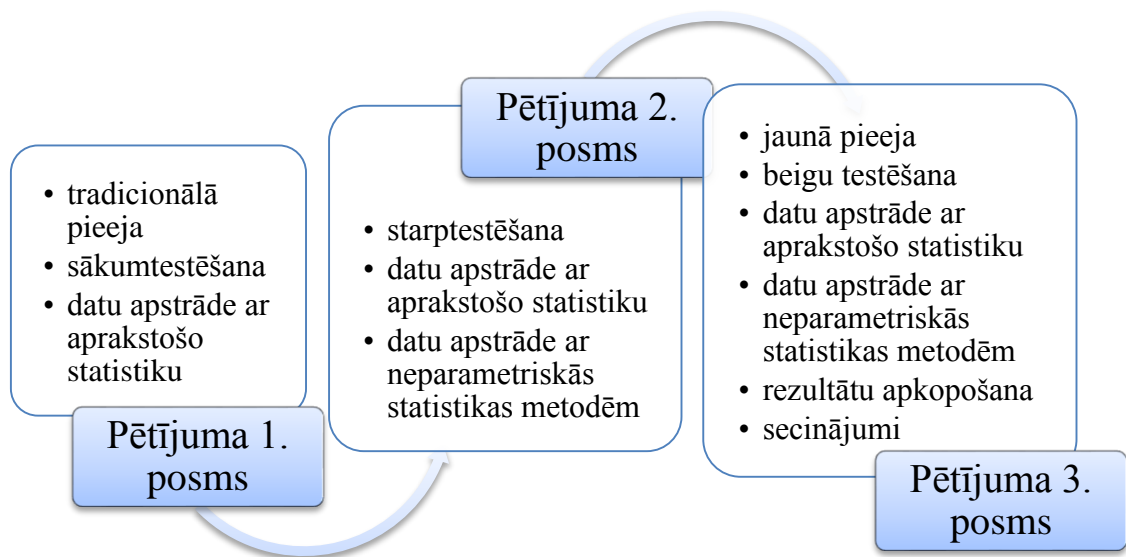 • tradicionālā
pieeja
• sākumtestēšana
• datu apstrāde ar
aprakstošo
statistiku
Pētījuma 1.
posms
Pētījuma 2.
posms
• starptestēšana
• datu apstrāde ar
aprakstošo statistiku
• datu apstrāde ar
neparametriskās
statistikas metodēm
• jaunā pieeja
• beigu testēšana
• datu apstrāde ar
aprakstošo statistiku
• datu apstrāde ar
neparametriskās
statistikas metodēm
• rezultātu apkopošana
• secinājumi
Pētījuma 3.
posms